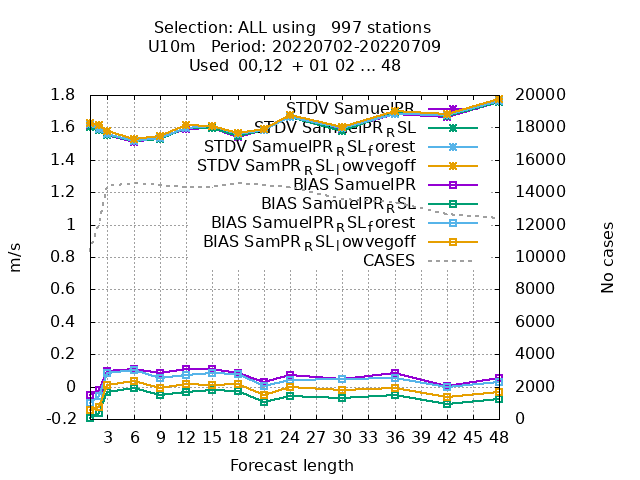 Selection: ALL using 997 stations
U10m Period: 20220702-20220709
Used 00,12 + 01 02 ... 48
1.8
1.6
1.4
1.2
1
0.8
0.6
0.4
0.2
0
-0.2
m/s
STDV SamuelPR
STDV SamuelPR_RSL
STDV SamuelPR_RSL_forest
STDV SamPR_RSL_lowvegoff
BIAS SamuelPR
BIAS SamuelPR_RSL
BIAS SamuelPR_RSL_forest
BIAS SamPR_RSL_lowvegoff
CASES
20000
18000
16000
14000
12000
10000
8000
6000
4000
2000
0
No cases
3 6 9 12 15 18 21 24 27 30 33 36 39 42 45 48
Forecast length